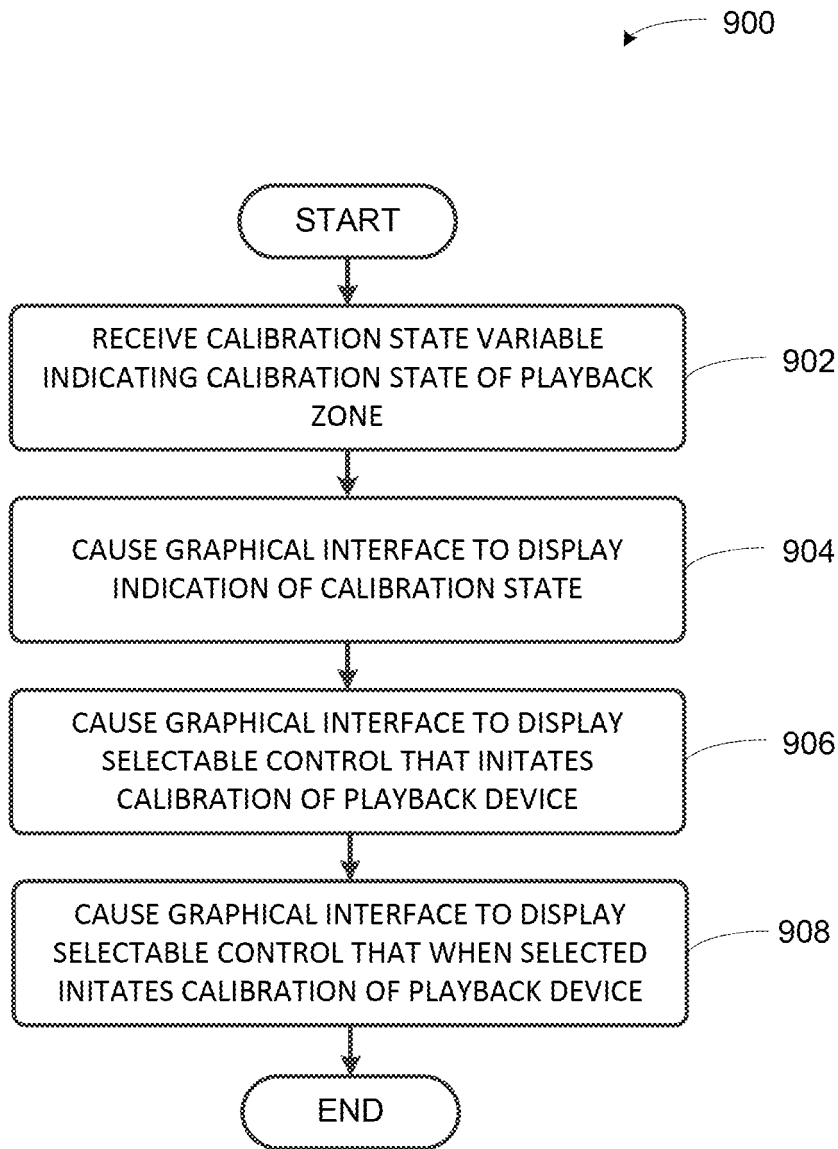 900
START
RECEIVE CALIBRATION STATE VARIABLE
INDICATING CALIBRATION STATE OF PLAYBACK
ZONE
902
CAUSE GRAPHICAL INTERFACE TO DISPLAY
INDICATION OF CALIBRATION STATE
904
CAUSE GRAPHICAL INTERFACE TO DISPLAY
SELECTABLE CONTROL THAT INITATES
CALIBRATION OF PLAYBACK DEVICE
906
CAUSE GRAPHICAL INTERFACE TO DISPLAY
SELECTABLE CONTROL THAT WHEN SELECTED
INITATES CALIBRATION OF PLAYBACK DEVICE
908
END